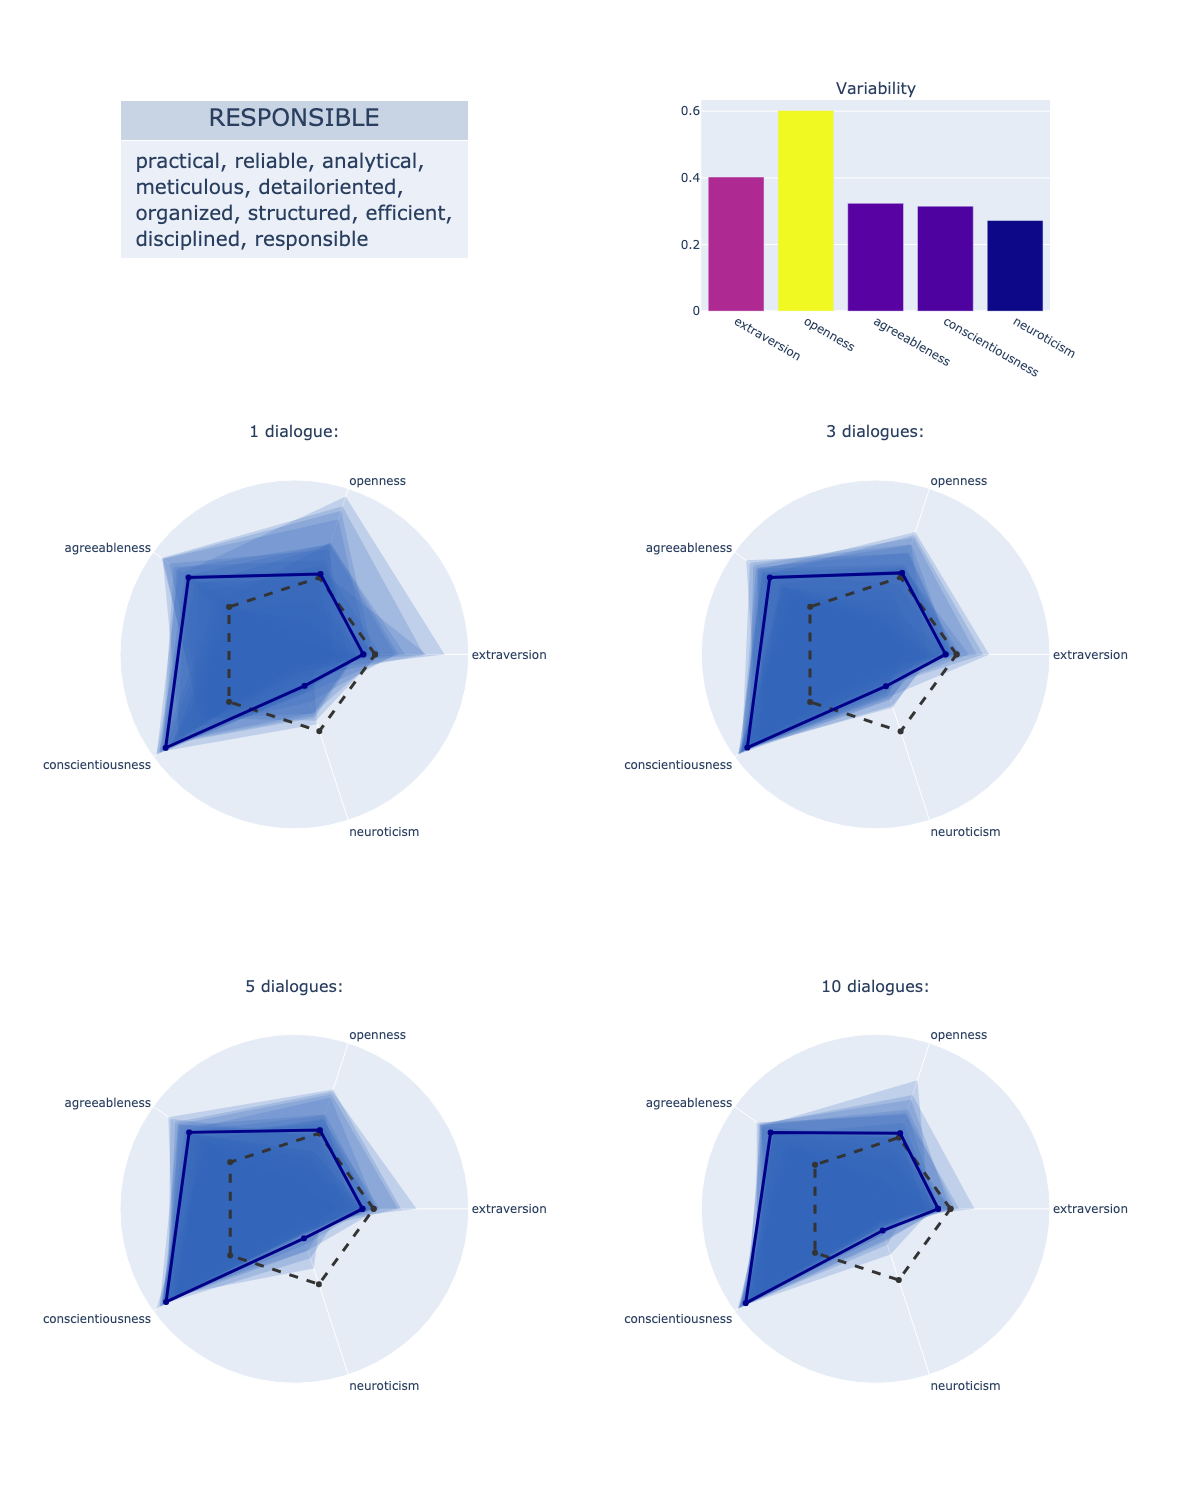 RESPONSIBLE
practical, reliable, analytical,
meticulous, detailoriented,
organized, structured, efficient,
disciplined, responsible
Variability
0.6
0.4
0.2
0
extraversion
openness
agreeableness
conscientiousness
neuroticism
1 dialogue:
openness
agreeableness
extraversion
conscientiousness
neuroticism
3 dialogues:
openness
agreeableness
extraversion
conscientiousness
neuroticism
5 dialogues:
openness
agreeableness
extraversion
conscientiousness
neuroticism
10 dialogues:
openness
agreeableness
extraversion
conscientiousness
neuroticism